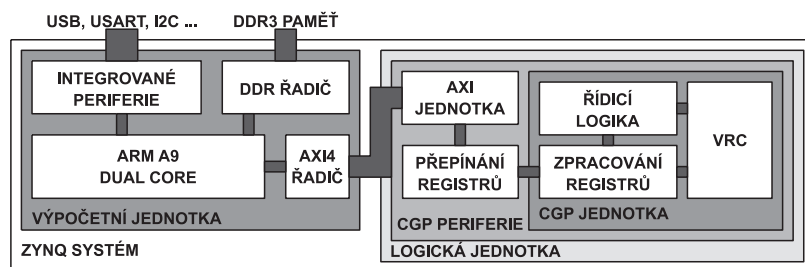 USB, USART, I2C ...
DDR3 PAMĚŤ
INTEGROVANÉ
PERIFERIE
DDR ŘADIČ
ARM A9
DUAL CORE
AXI4
ŘADIČ
VÝPOČETNÍ JEDNOTKA
ZYNQ SYSTÉM
AXI
JEDNOTKA
PŘEPÍNÁNÍ
REGISTRŮ
ŘÍDICÍ
LOGIKA
ZPRACOVÁNÍ
REGISTRŮ
VRC
CGP JEDNOTKA
CGP PERIFERIE
LOGICKÁ JEDNOTKA